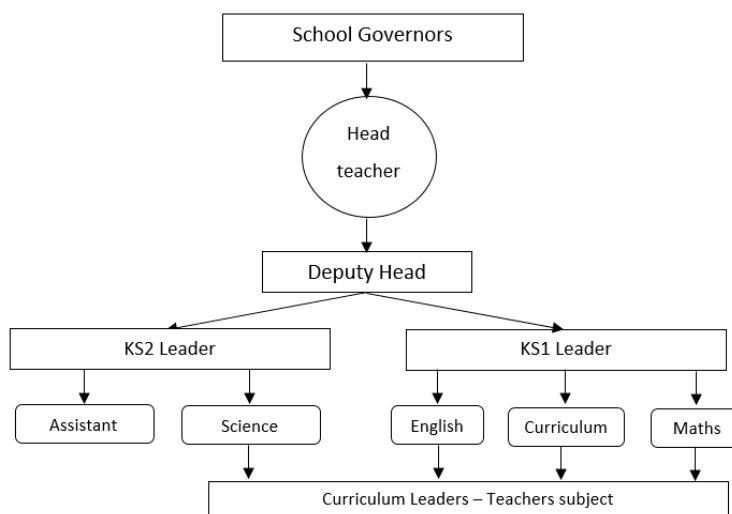 School Governors
Head
teacher
Deputy Head
KS2 Leader
KS1 Leader
Assistant
Science
English
Curriculum
Maths
Curriculum Leaders – Teachers subject